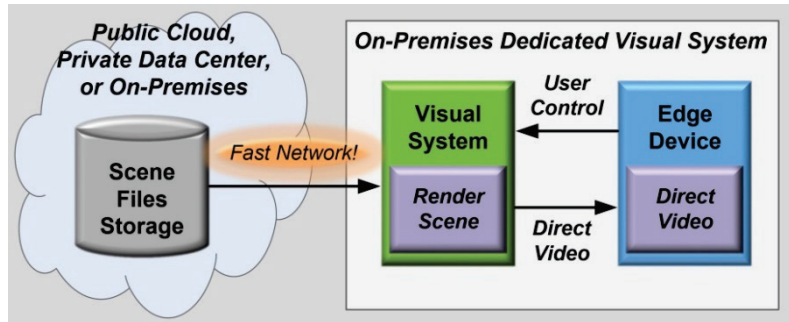 Public Cloud,
Private Data Center,
or On-Premises
Scene
Files
Storage
Fast Network!
On-Premises Dedicated Visual System
Visual
System
Render
Scene
User
Control
Direct
Video
Edge
Device
Direct
Video